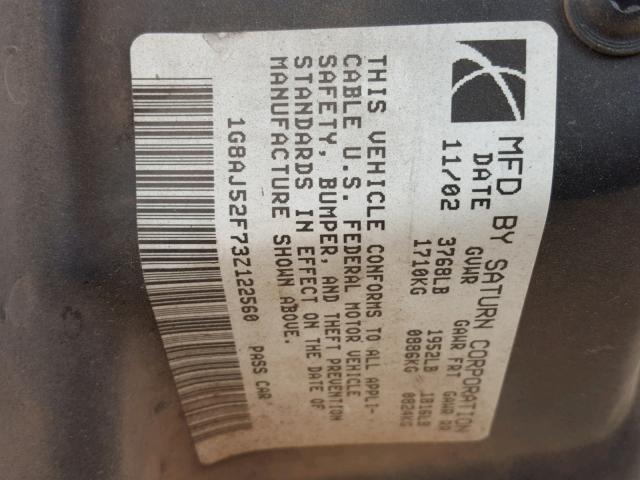 MFD BY SATURN CORPORATION
DATE GVWR GAWR FRT GAWR RR
11/02 3768LB 1952LB 1816LB
1710KG 0886KG 0824KG
THIS VEHICLE CONFORMS TO ALL APPLI-
CABLE U.S. FEDERAL MOTOR VEHICLE
SAFETY, BUMPER, AND THEFT PREVENTION
STANDARDS IN EFFECT ON THE DATE OF
MANUFACTURE SHOWN ABOVE.
1G8AJ52F73Z122560 PASS CAR